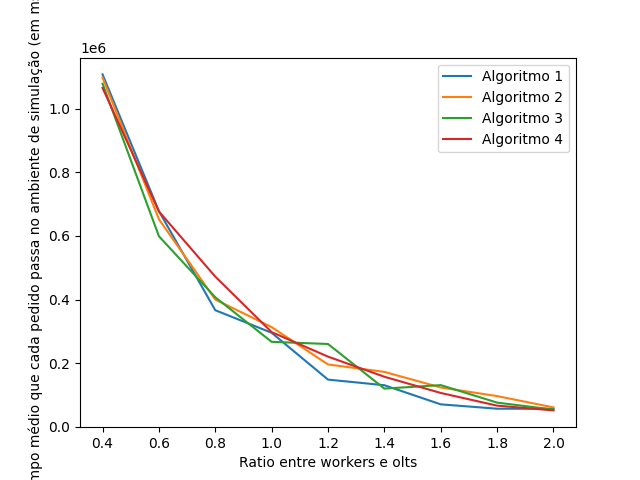 1e6
Algoritmo 1
Algoritmo 2
Algoritmo 3
Algoritmo 4
1.0
0.8
0.6
0.4
0.2
0.0
médio que cada pedido passa no ambiente de simulação (em
0.4 0.6 0.8 1.0 1.2 1.4 1.6 1.8 2.0
Ratio entre workers e olts